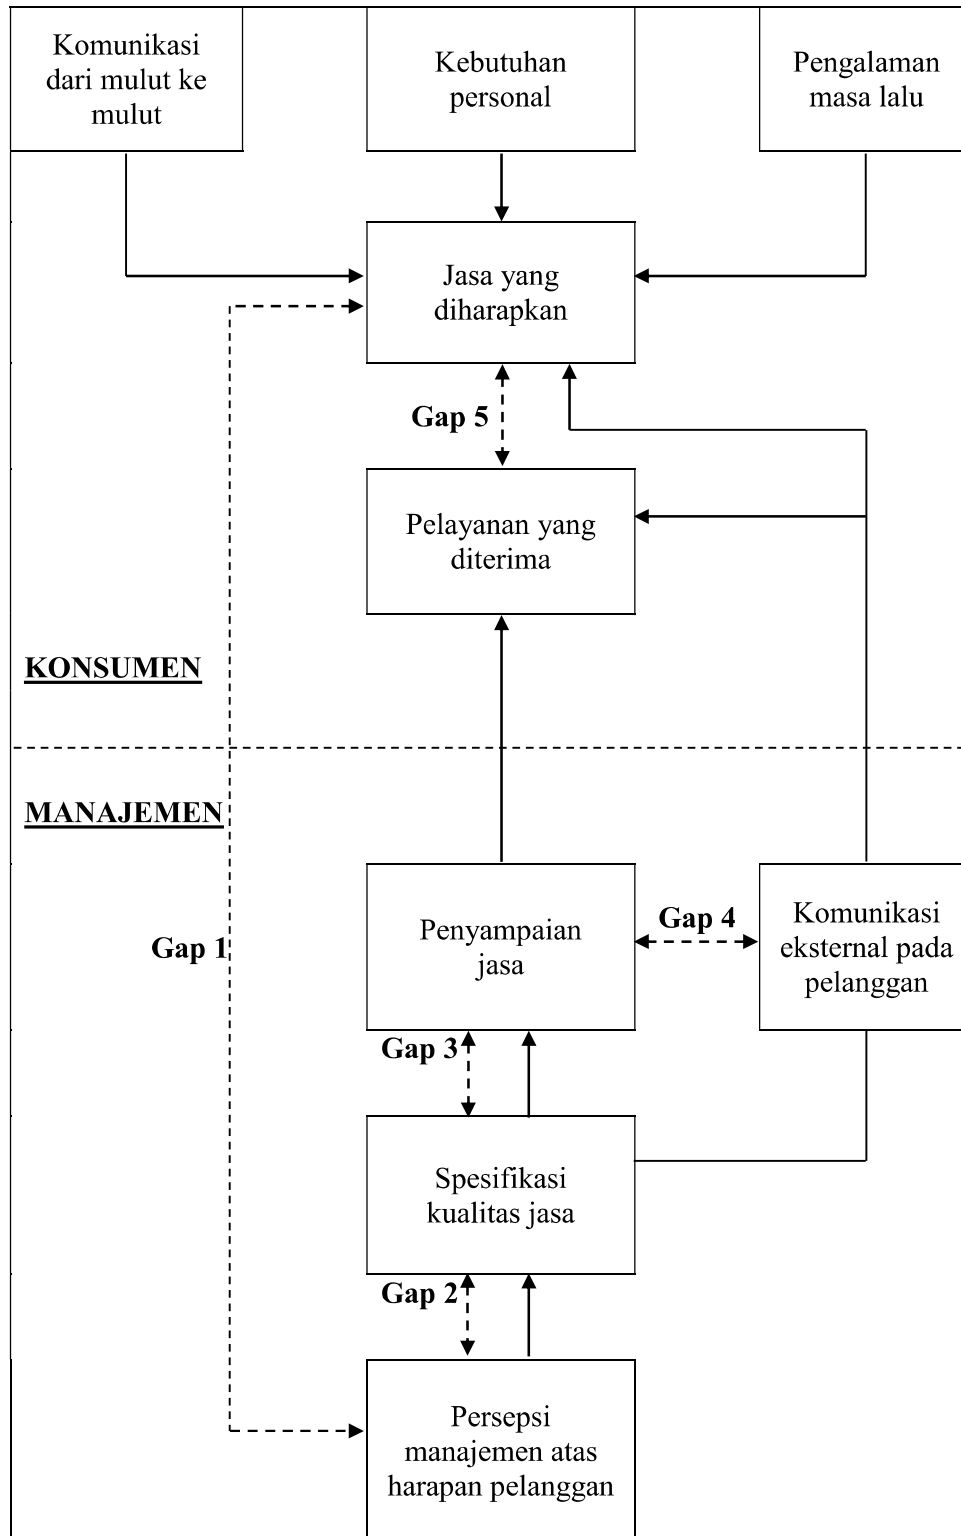 Komunikasi
dari mulut ke
mulut
Kebutuhan
personal
Pengalaman
masa lalu
Jasa yang
diharapkan
Gap 5
Pelayanan yang
diterima
KONSUMEN
MANAJEMEN
Gap 1
Penyampaian
jasa
Gap 4
Komunikasi
eksternal pada
pelanggan
Gap 3
Spesifikasi
kualitas jasa
Gap 2
Persepsi
manajemen atas
harapan pelanggan